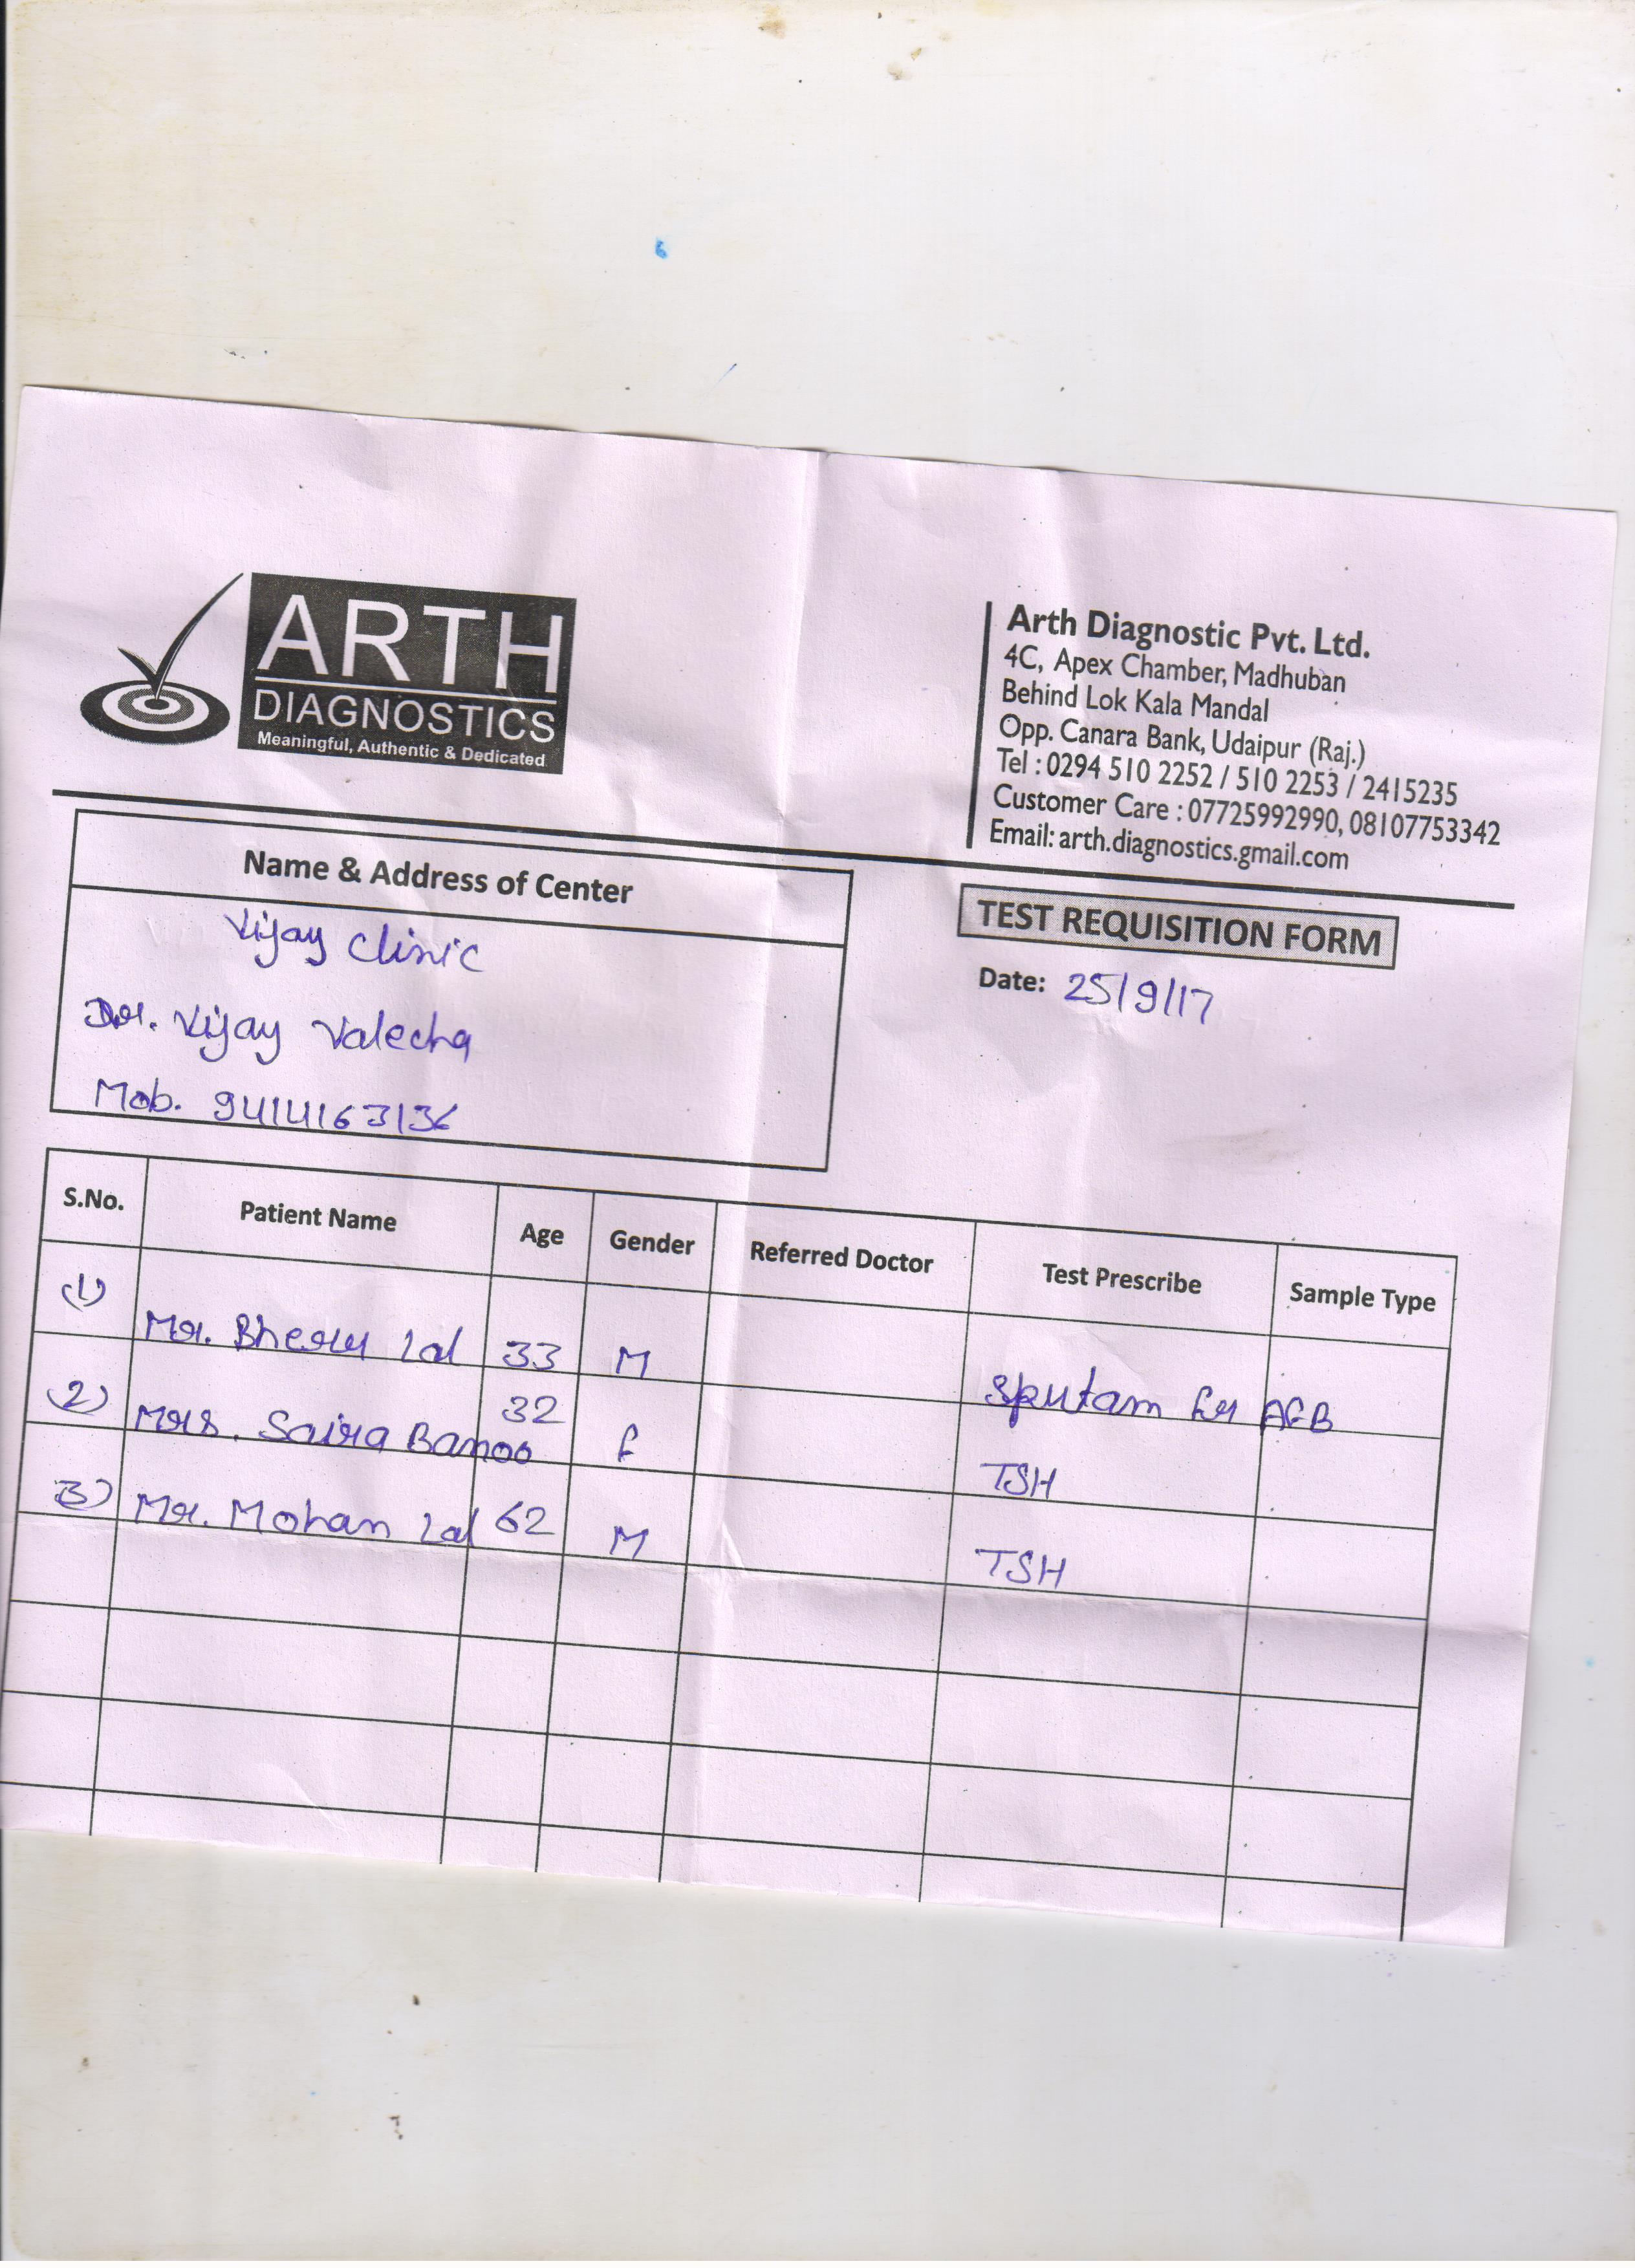 ARTH
DIAGNOSTICS
Meaningful, Authentic & Dedicated
Arth Diagnostic Pvt. Ltd.
4C, Apex Chamber, Madhuban
Behind Lok Kala Mandal
Opp. Canara Bank, Udaipur (Raj.)
Tel : 0294 510 2252 / 510 2253 / 2415235
Customer Care : 07725992990, 08107753342
Email: arth.diagnostics.gmail.com
Name & Address of Center
Vijay Clinic
Dr. Vijay Valecha
Mob. 9414163136
TEST REQUISITION FORM
Date: 25/9/17
S.No. Patient Name Age Gender Referred Doctor Test Prescribe Sample Type
(1) Mr. Bheru Lal 33 M Sputam for AFB
(2) Mrs. Saira Banoo 32 F TSH
3) Mr. Mohan Lal 62 M TSH